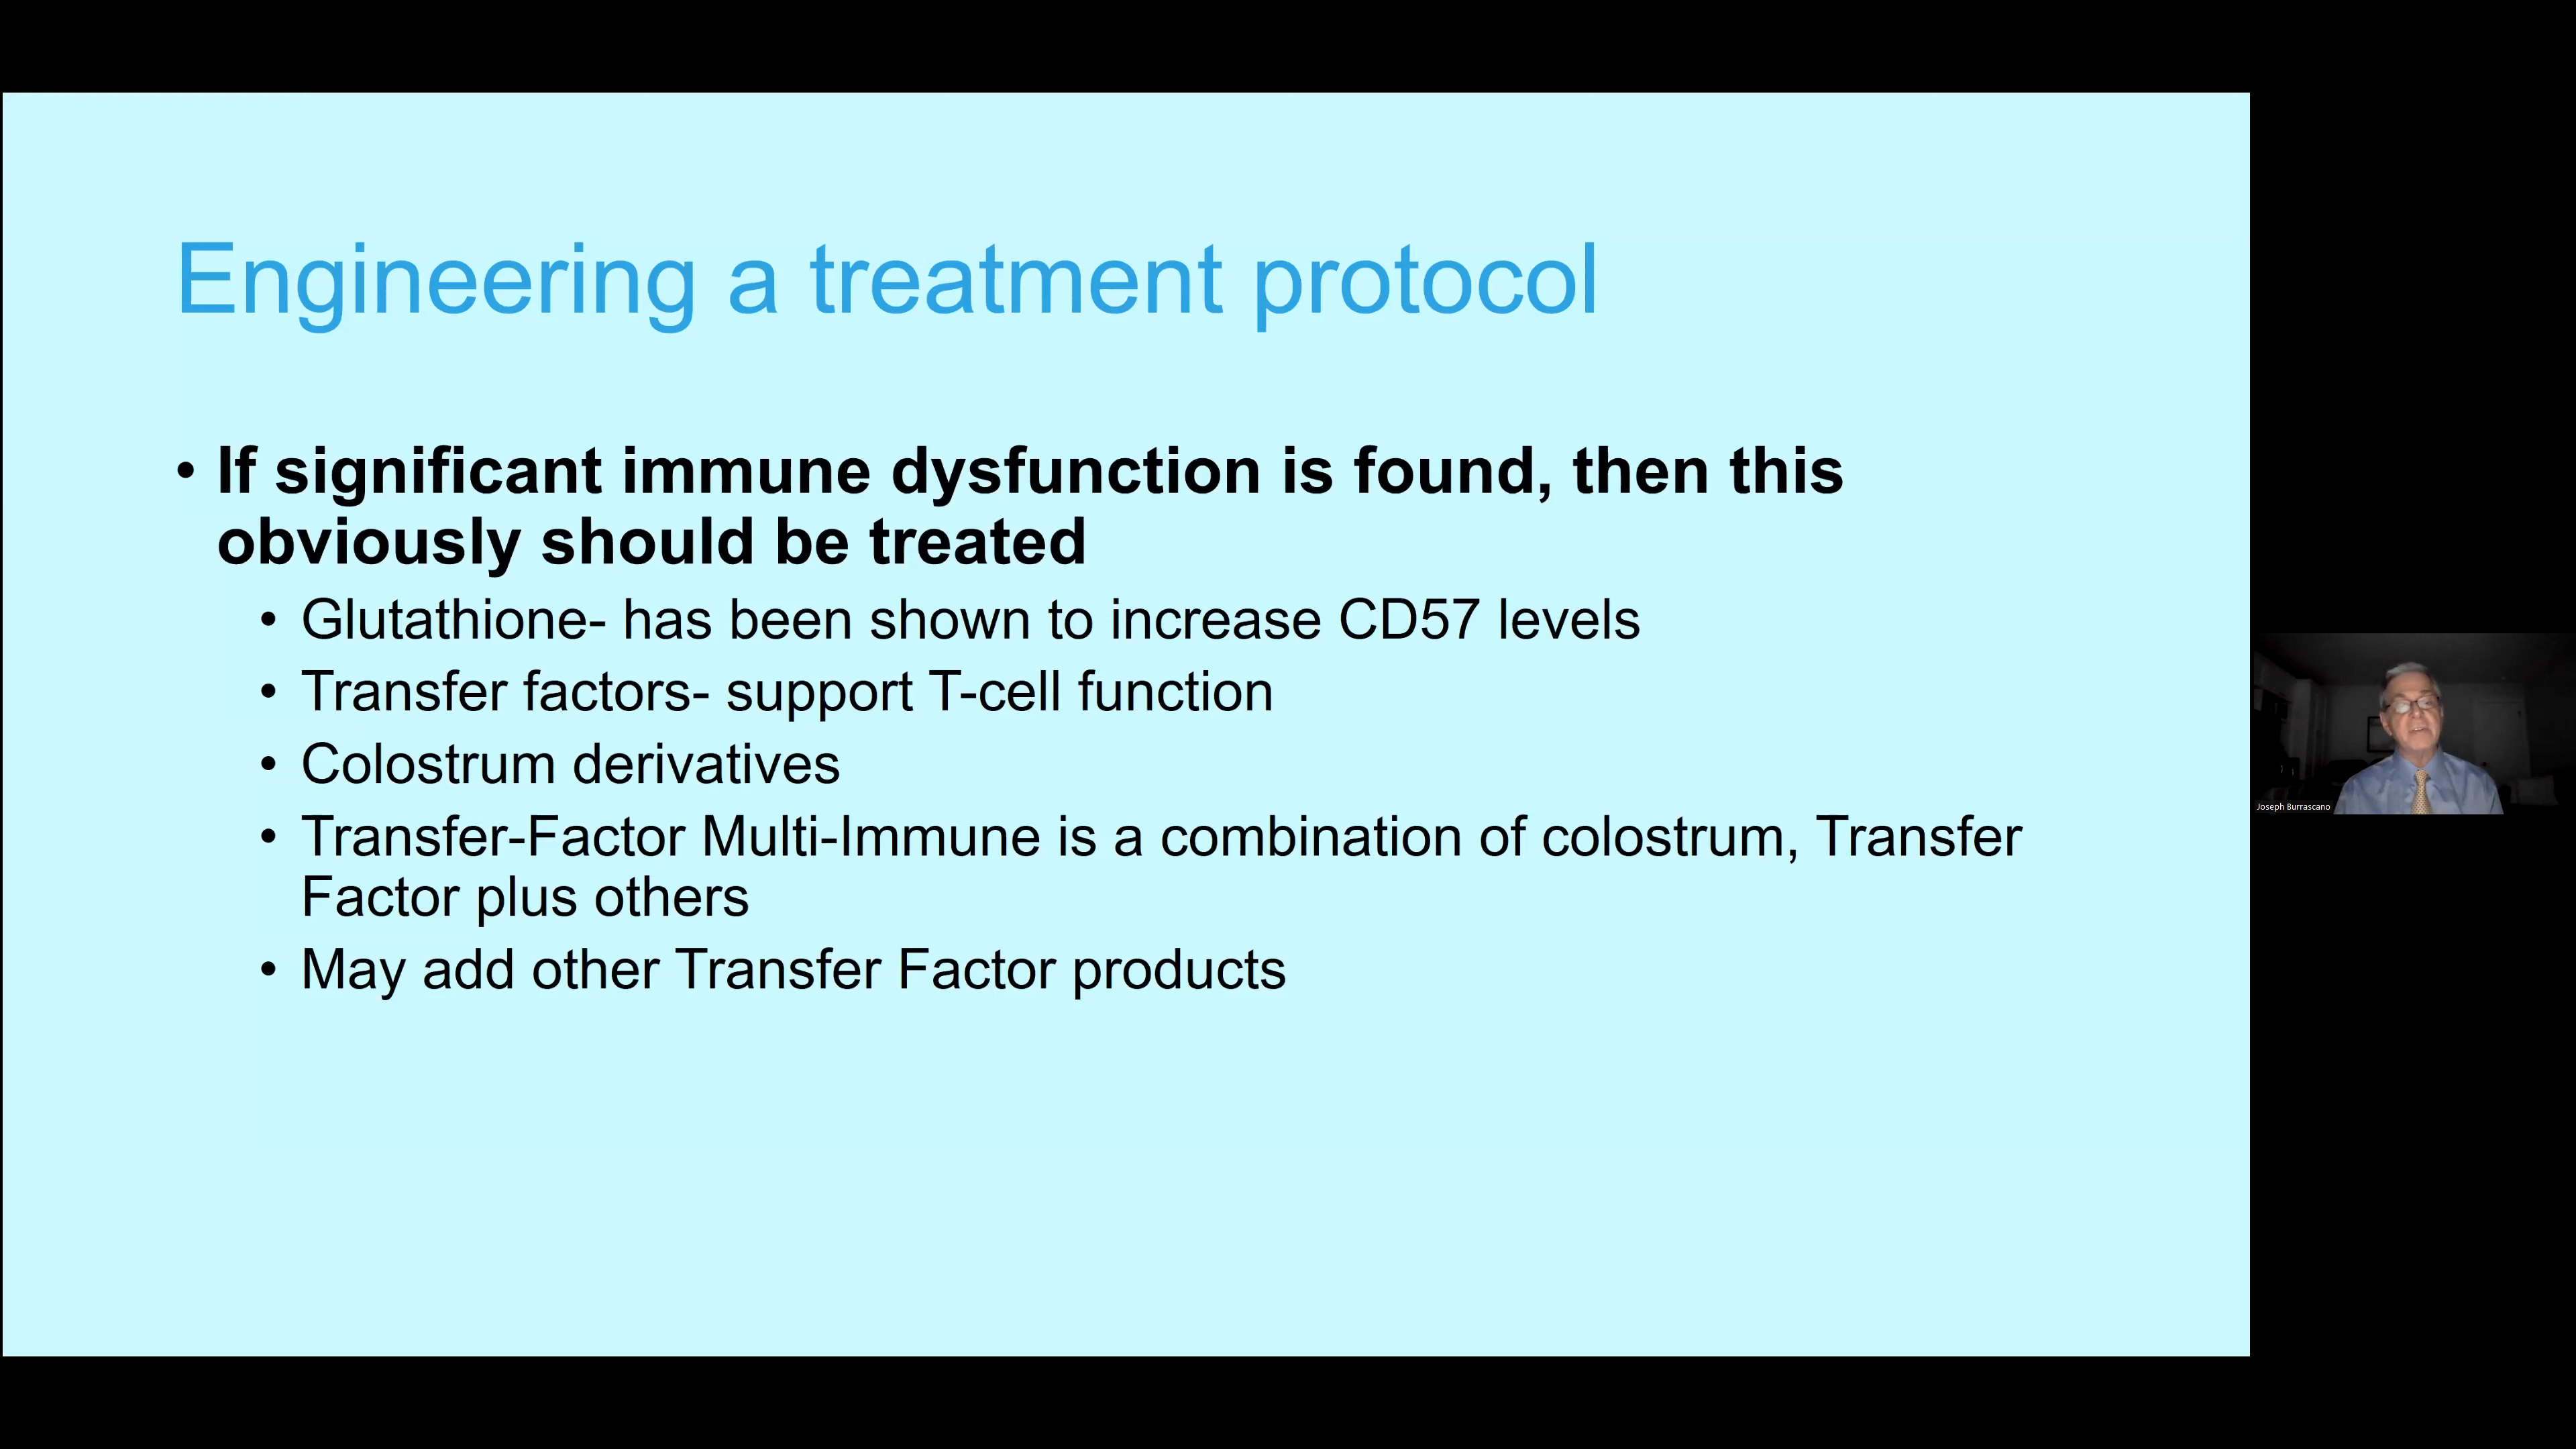 Engineering a treatment protocol
• If significant immune dysfunction is found, then this
obviously should be treated
• Glutathione- has been shown to increase CD57 levels
• Transfer factors- support T-cell function
• Colostrum derivatives
• Transfer-Factor Multi-Immune is a combination of colostrum, Transfer
Factor plus others
• May add other Transfer Factor products
Joseph Burrascano